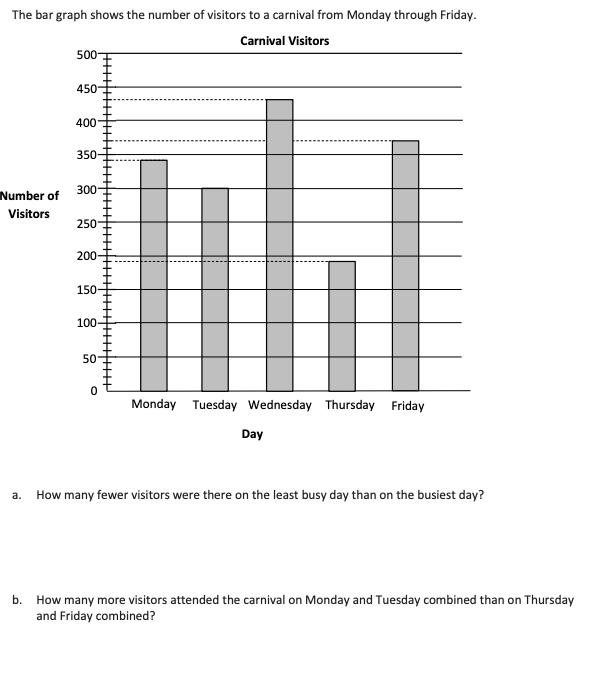 The bar graph shows the number of visitors to a carnival from Monday through Friday.
Carnival Visitors
500
450
400
350
Number of
Visitors
300
250
200
150
100
50
0
Monday Tuesday Wednesday Thursday Friday
Day
a. How many fewer visitors were there on the least busy day than on the busiest day?
b. How many more visitors attended the carnival on Monday and Tuesday combined than on Thursday
and Friday combined?